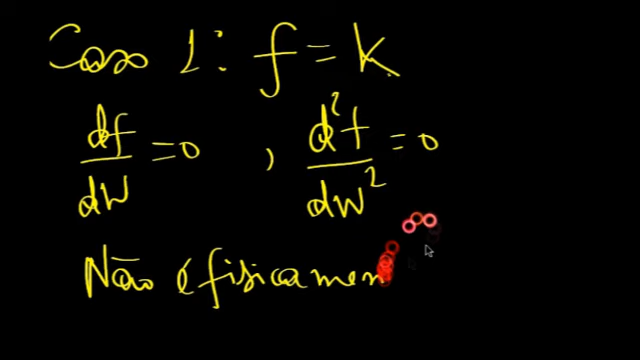 Caso 1: f = k
df/dW = 0 , d²f/dW² = 0
Não é fisicamen